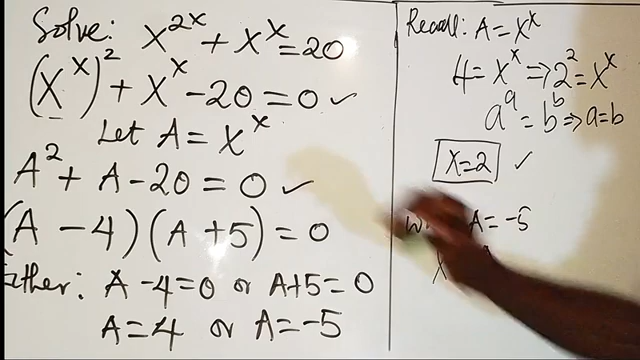 Solve: X^{2x} + X^x = 20
(X^x)^2 + X^x - 20 = 0 ✓
Let A = X^x
A^2 + A - 20 = 0 ✓
(A - 4)(A + 5) = 0
A - 4 = 0 or A + 5 = 0
A = 4 or A = -5
Recall: A = X^x
4 = X^x ⇒ 2^2 = X^x
a^a = b^b ⇒ a = b
X = 2 ✓
A = -5